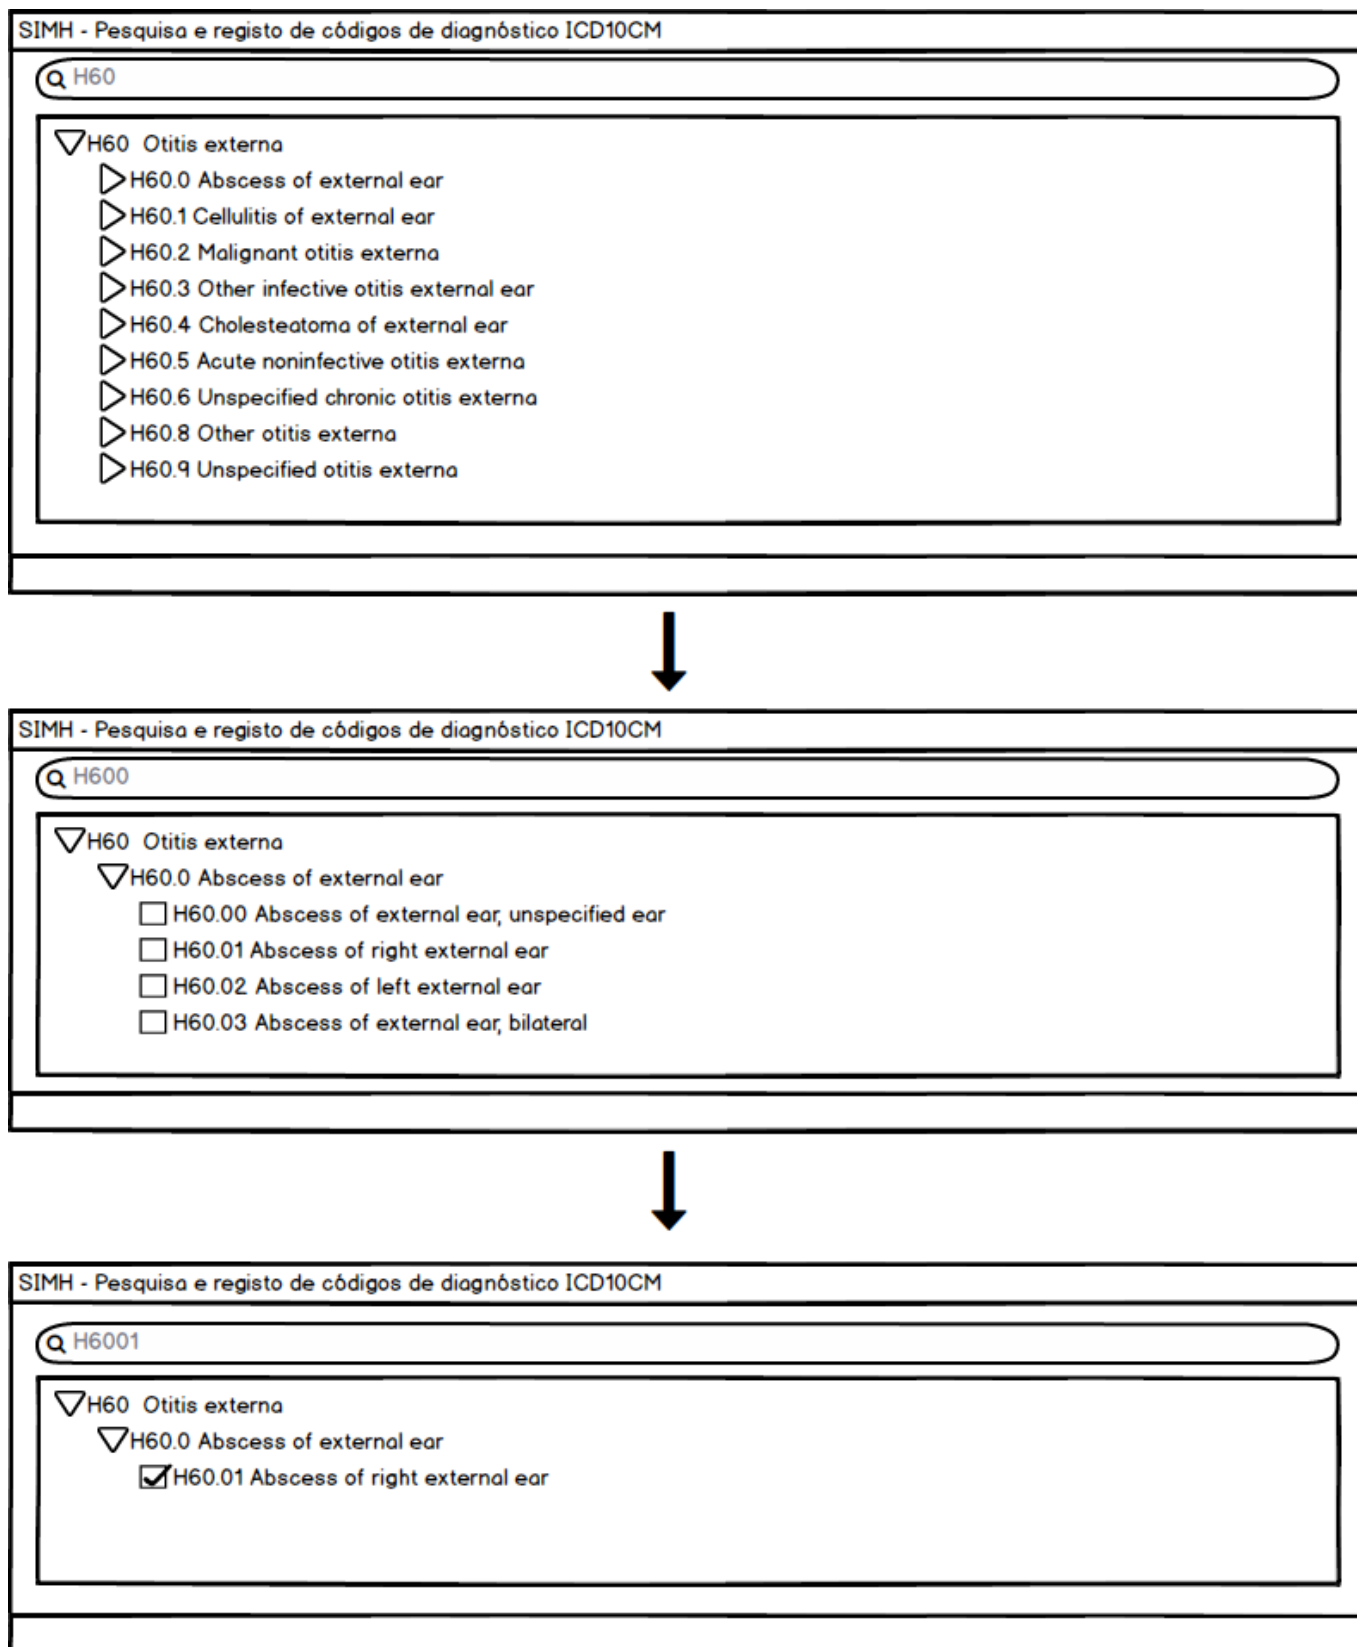 SIMH - Pesquisa e registo de códigos de diagnóstico ICD10CM
H60
H60 Otitis externa
H60.0 Abscess of external ear
H60.1 Cellulitis of external ear
H60.2 Malignant otitis externa
H60.3 Other infective otitis external ear
H60.4 Cholesteatoma of external ear
H60.5 Acute noninfective otitis externa
H60.6 Unspecified chronic otitis externa
H60.8 Other otitis externa
H60.9 Unspecified otitis externa
SIMH - Pesquisa e registo de códigos de diagnóstico ICD10CM
H600
H60 Otitis externa
H60.0 Abscess of external ear
H60.00 Abscess of external ear, unspecified ear
H60.01 Abscess of right external ear
H60.02 Abscess of left external ear
H60.03 Abscess of external ear, bilateral
SIMH - Pesquisa e registo de códigos de diagnóstico ICD10CM
H6001
H60 Otitis externa
H60.0 Abscess of external ear
H60.01 Abscess of right external ear